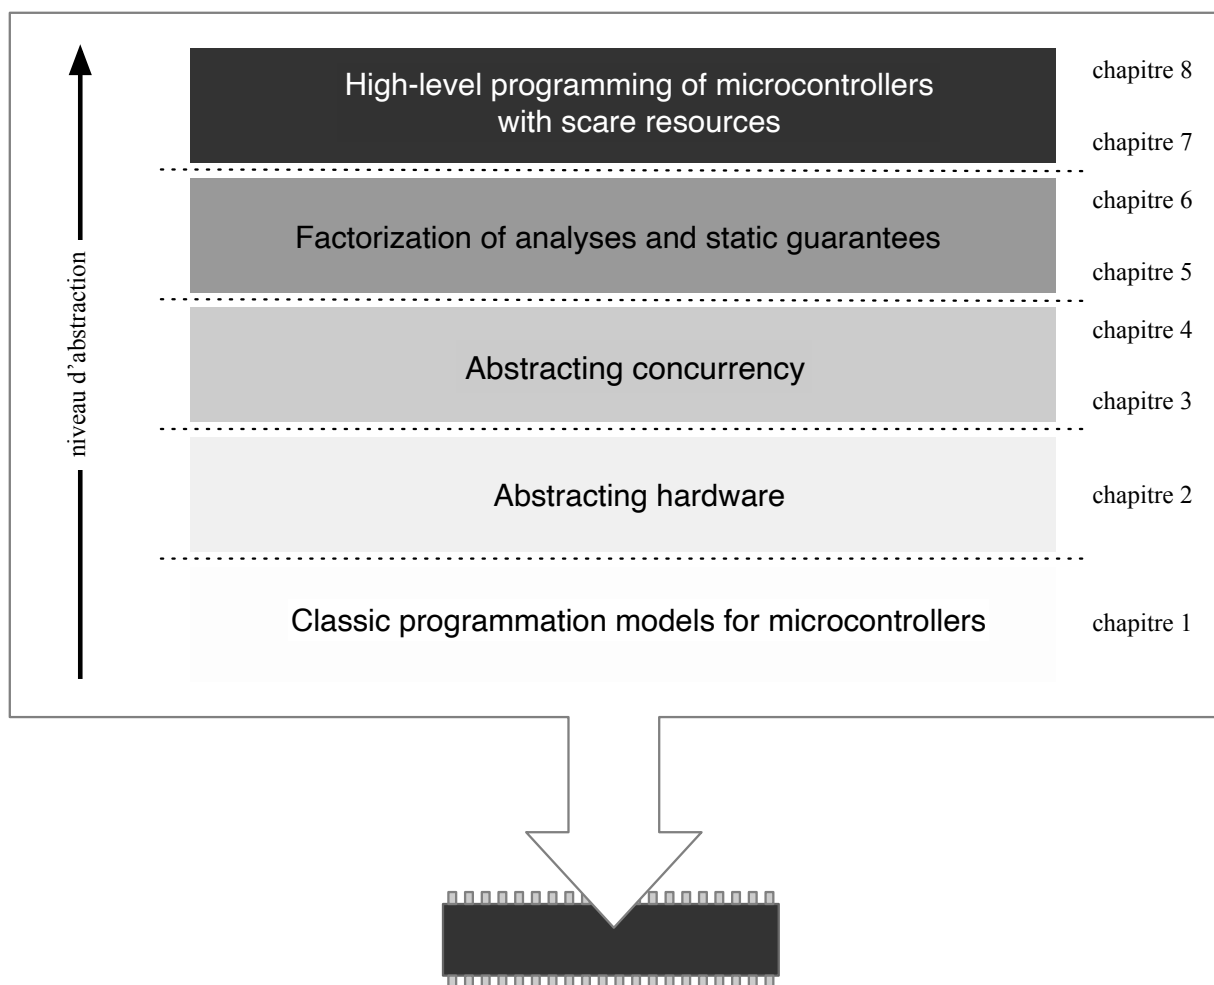 High-level programming of microcontrollers
with scare resources
chapitre 8
chapitre 7
Factorization of analyses and static guarantees
chapitre 6
chapitre 5
niveau d’abstraction
Abstracting concurrency
chapitre 4
chapitre 3
Abstracting hardware
chapitre 2
Classic programmation models for microcontrollers
chapitre 1